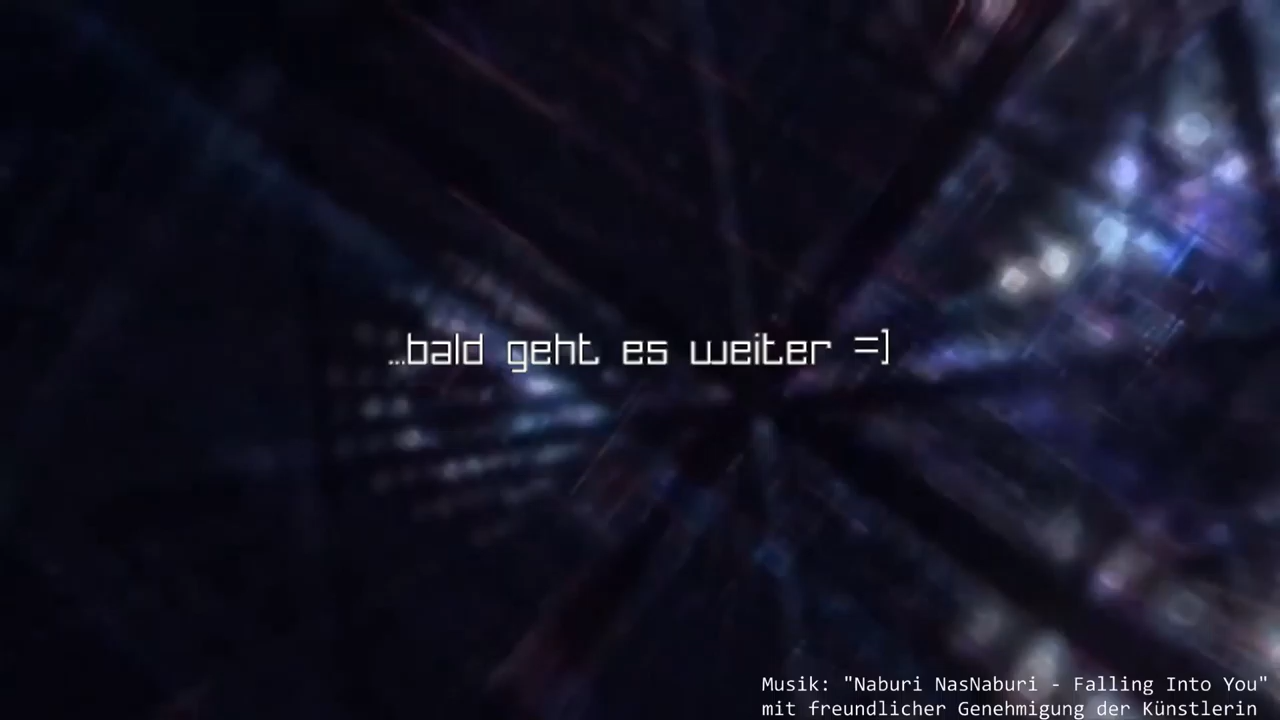 ...bald geht es weiter =)
Musik: "Naburi NasNaburi - Falling Into You"
mit freundlicher Genehmigung der Künstlerin